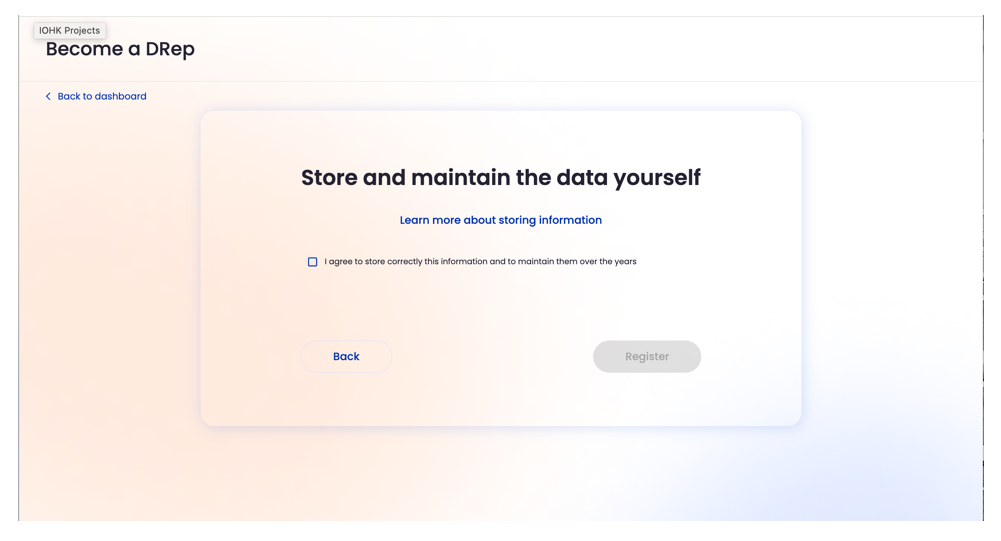 IOHK Projects
Become a DRep
Back to dashboard
Store and maintain the data yourself
Learn more about storing information
I agree to store correctly this information and to maintain them over the years
Back
Register